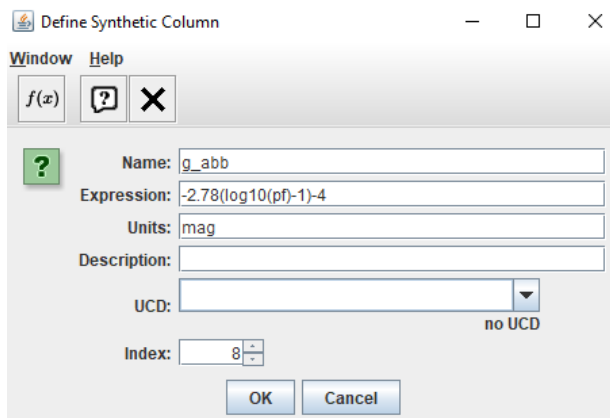 Define Synthetic Column
Window Help
f(x)
?
Name: g_abb
Expression: -2.78(log10(pf)-1)-4
Units: mag
Description:
UCD:
no UCD
Index: 8
OK Cancel